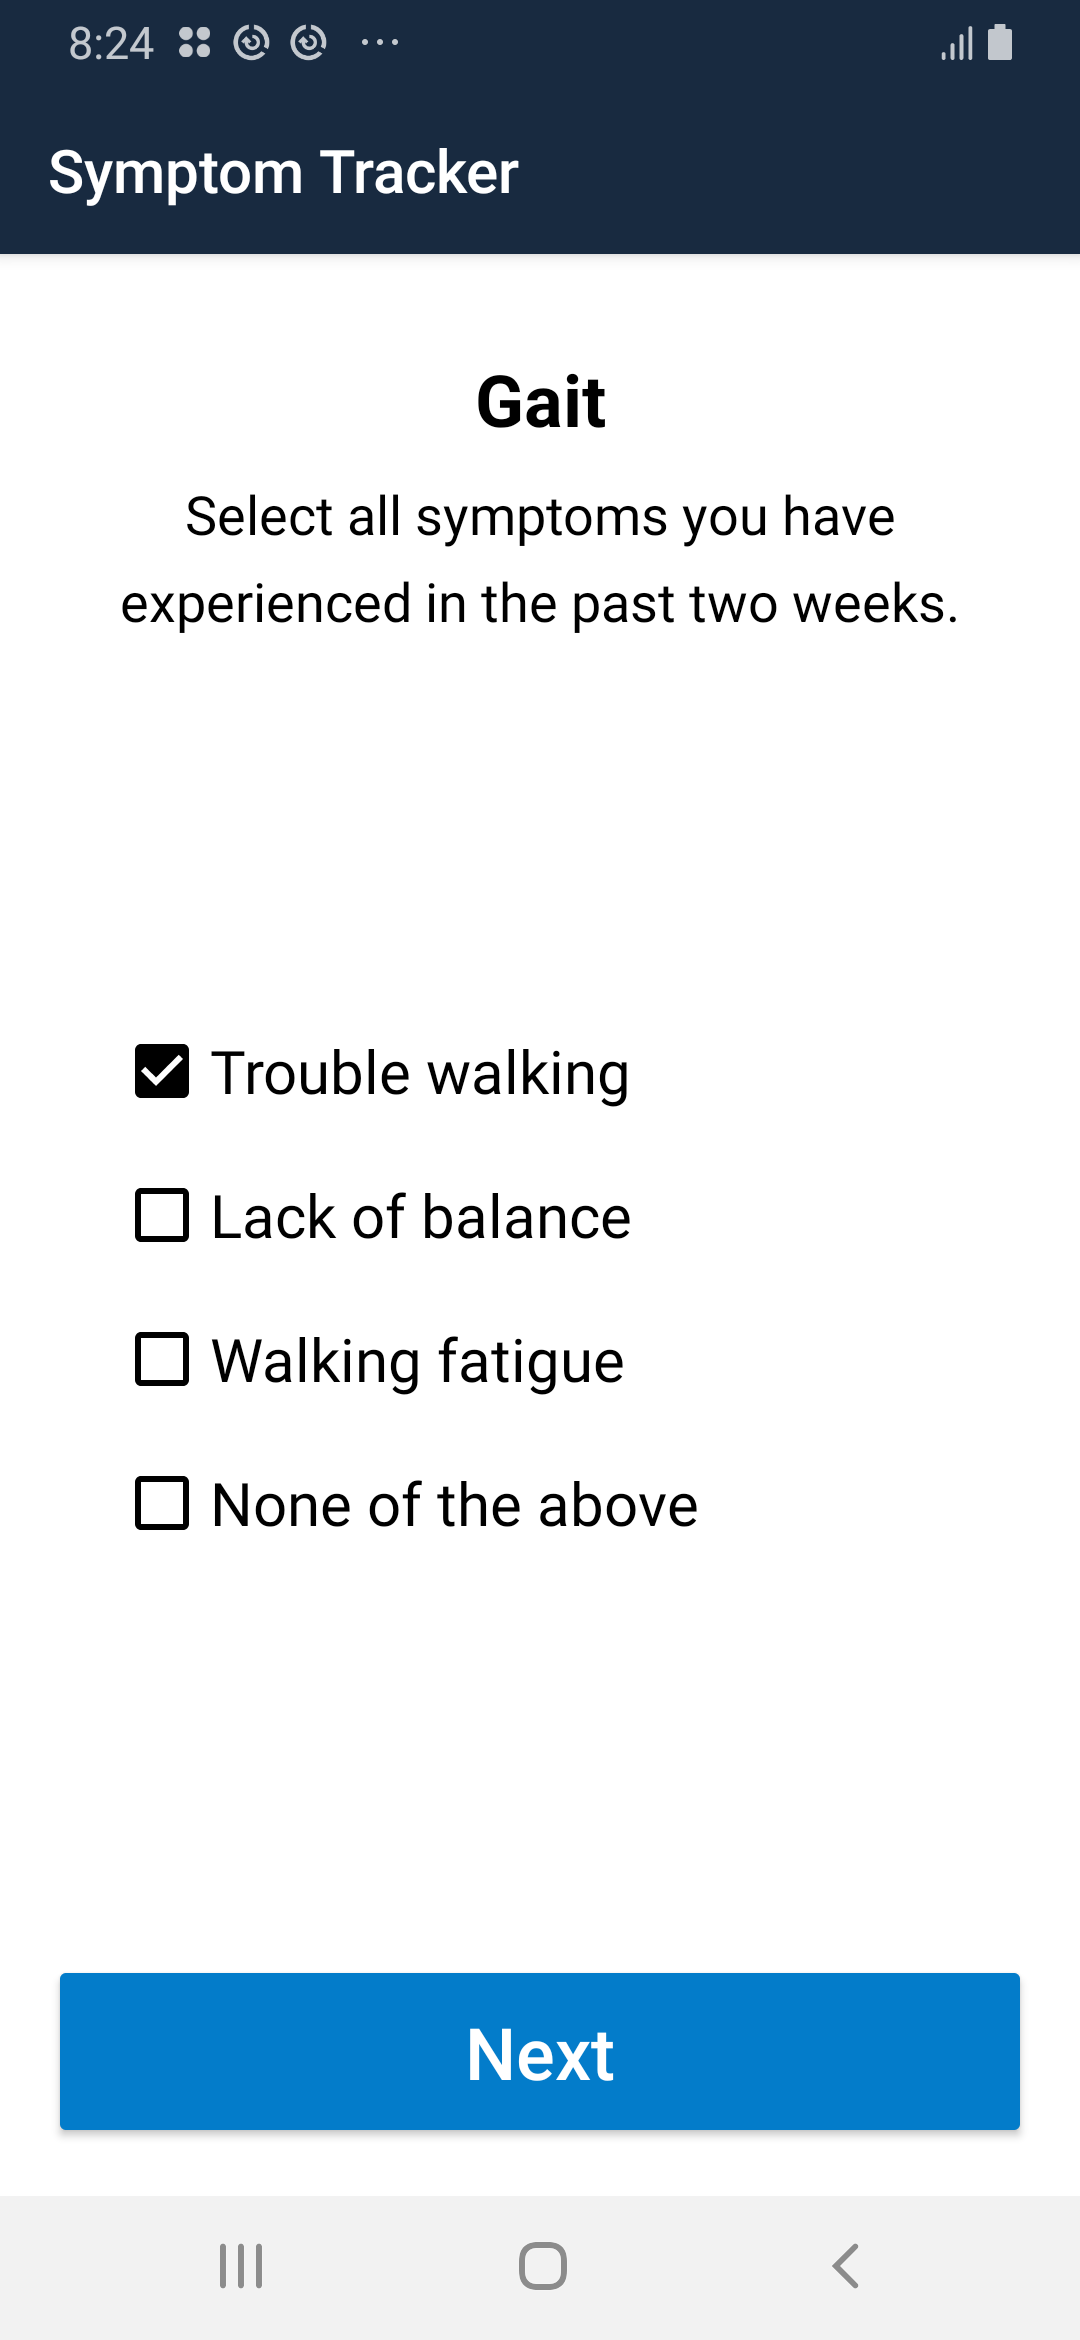 8:24
Symptom Tracker
Gait
Select all symptoms you have
experienced in the past two weeks.
Trouble walking
Lack of balance
Walking fatigue
None of the above
Next